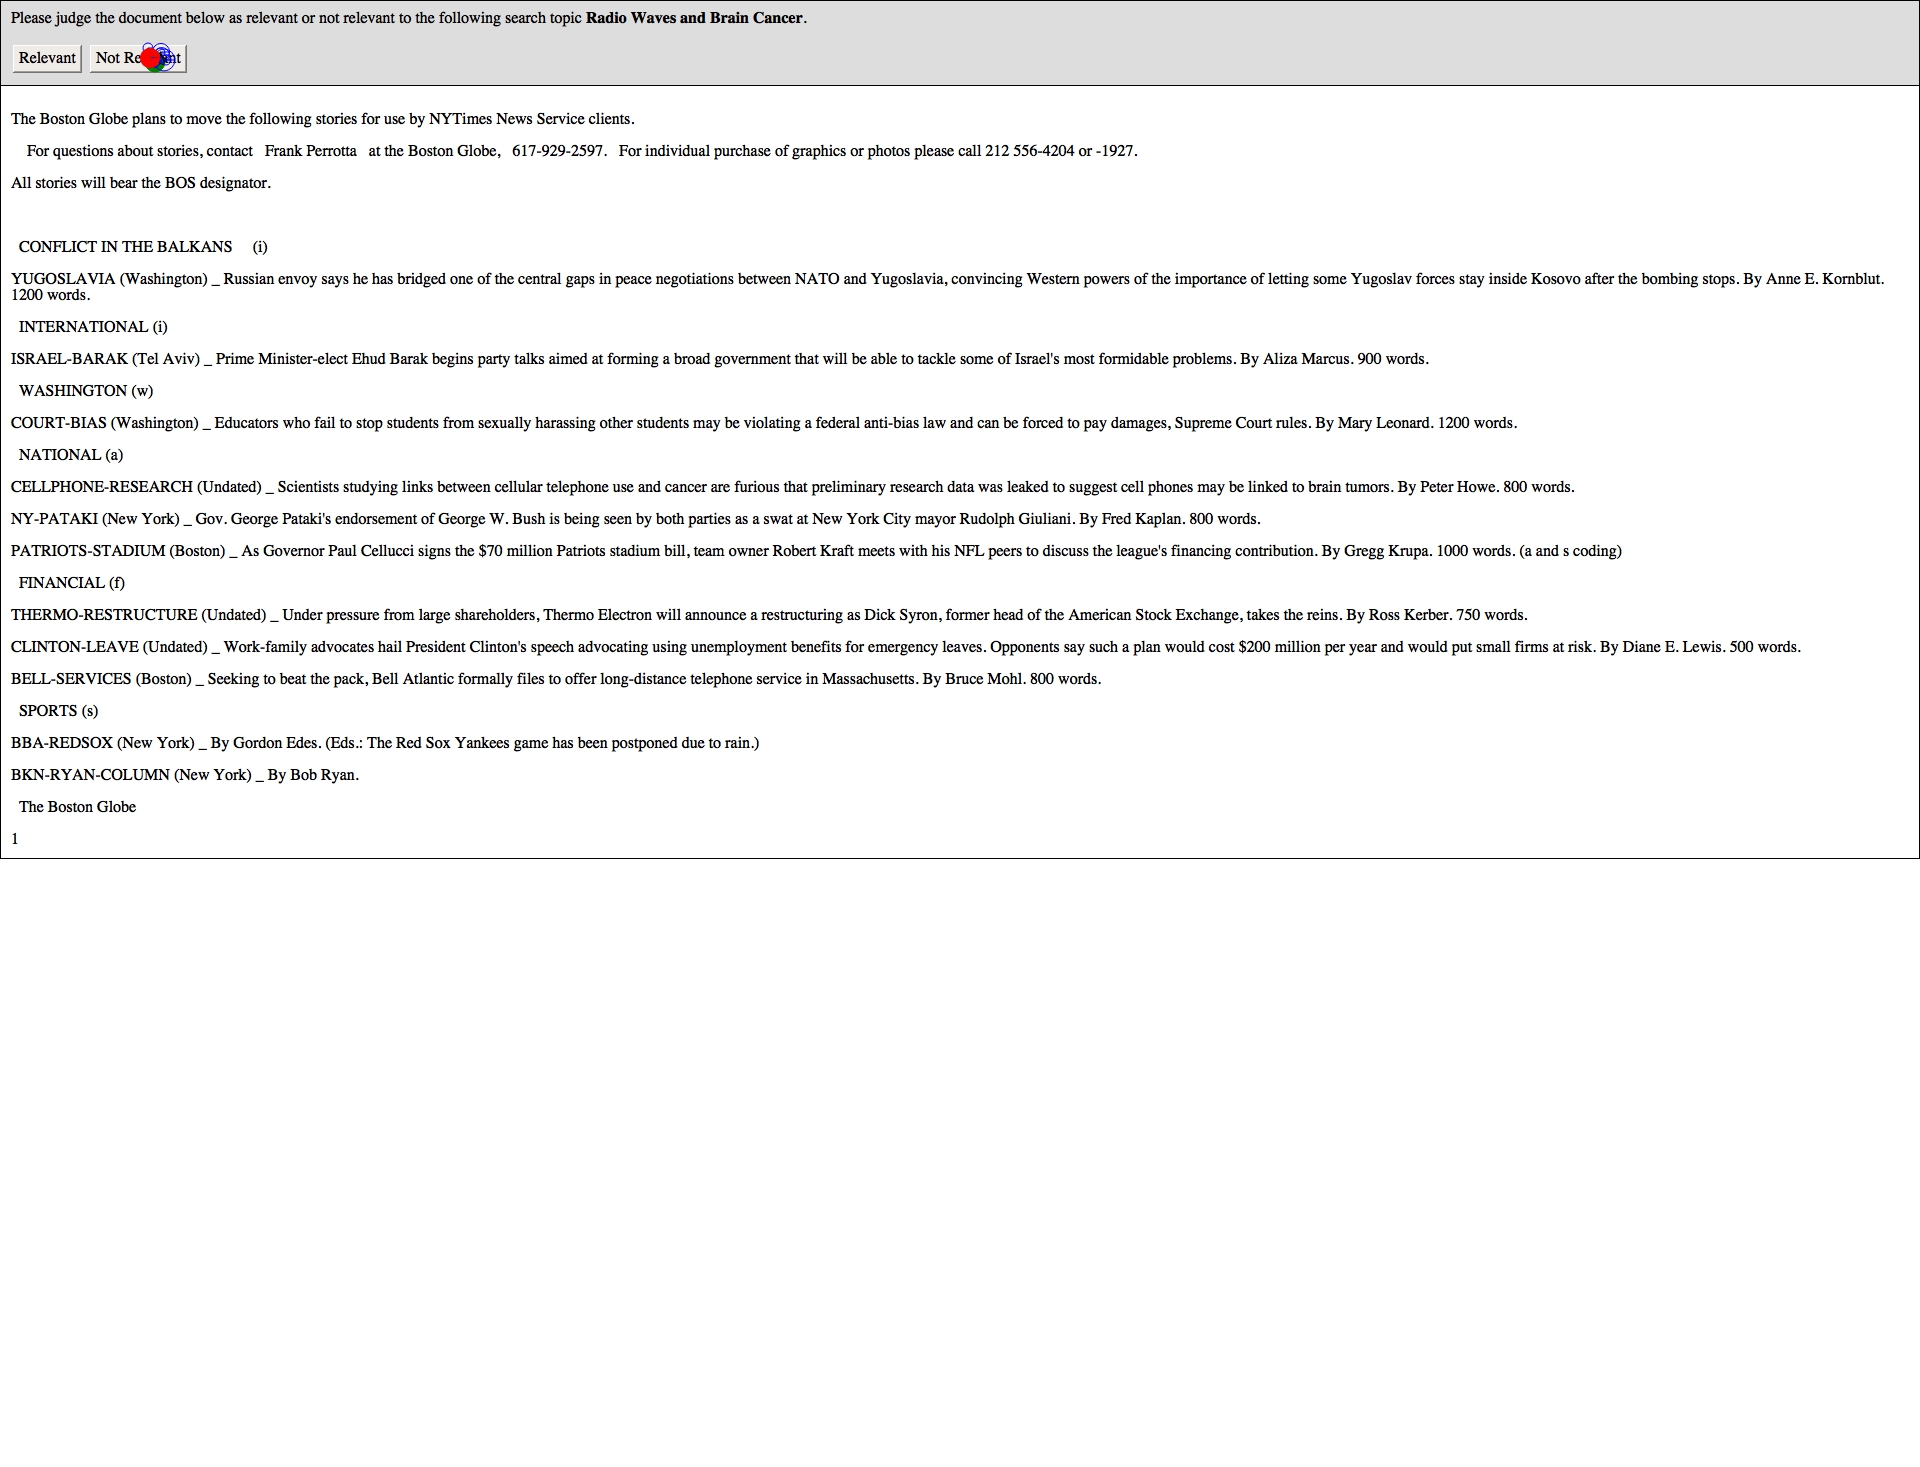 Please judge the document below as relevant or not relevant to the following search topic Radio Waves and Brain Cancer.
Relevant Not Re nt
The Boston Globe plans to move the following stories for use by NYTimes News Service clients.
For questions about stories, contact Frank Perrotta at the Boston Globe, 617-929-2597. For individual purchase of graphics or photos please call 212 556-4204 or -1927.
All stories will bear the BOS designator.
CONFLICT IN THE BALKANS (i)
YUGOSLAVIA (Washington) _ Russian envoy says he has bridged one of the central gaps in peace negotiations between NATO and Yugoslavia, convincing Western powers of the importance of letting some Yugoslav forces stay inside Kosovo after the bombing stops. By Anne E. Kornblut.
1200 words.
INTERNATIONAL (i)
ISRAEL-BARAK (Tel Aviv) _ Prime Minister-elect Ehud Barak begins party talks aimed at forming a broad government that will be able to tackle some of Israel's most formidable problems. By Aliza Marcus. 900 words.
WASHINGTON (w)
COURT-BIAS (Washington) _ Educators who fail to stop students from sexually harassing other students may be violating a federal anti-bias law and can be forced to pay damages, Supreme Court rules. By Mary Leonard. 1200 words.
NATIONAL (a)
CELLPHONE-RESEARCH (Undated) _ Scientists studying links between cellular telephone use and cancer are furious that preliminary research data was leaked to suggest cell phones may be linked to brain tumors. By Peter Howe. 800 words.
NY-PATAKI (New York) _ Gov. George Pataki's endorsement of George W. Bush is being seen by both parties as a swat at New York City mayor Rudolph Giuliani. By Fred Kaplan. 800 words.
PATRIOTS-STADIUM (Boston) _ As Governor Paul Cellucci signs the $70 million Patriots stadium bill, team owner Robert Kraft meets with his NFL peers to discuss the league's financing contribution. By Gregg Krupa. 1000 words. (a and s coding)
FINANCIAL (f)
THERMO-RESTRUCTURE (Undated) _ Under pressure from large shareholders, Thermo Electron will announce a restructuring as Dick Syron, former head of the American Stock Exchange, takes the reins. By Ross Kerber. 750 words.
CLINTON-LEAVE (Undated) _ Work-family advocates hail President Clinton's speech advocating using unemployment benefits for emergency leaves. Opponents say such a plan would cost $200 million per year and would put small firms at risk. By Diane E. Lewis. 500 words.
BELL-SERVICES (Boston) _ Seeking to beat the pack, Bell Atlantic formally files to offer long-distance telephone service in Massachusetts. By Bruce Mohl. 800 words.
SPORTS (s)
BBA-REDSOX (New York) _ By Gordon Edes. (Eds.: The Red Sox Yankees game has been postponed due to rain.)
BKN-RYAN-COLUMN (New York) _ By Bob Ryan.
The Boston Globe
1